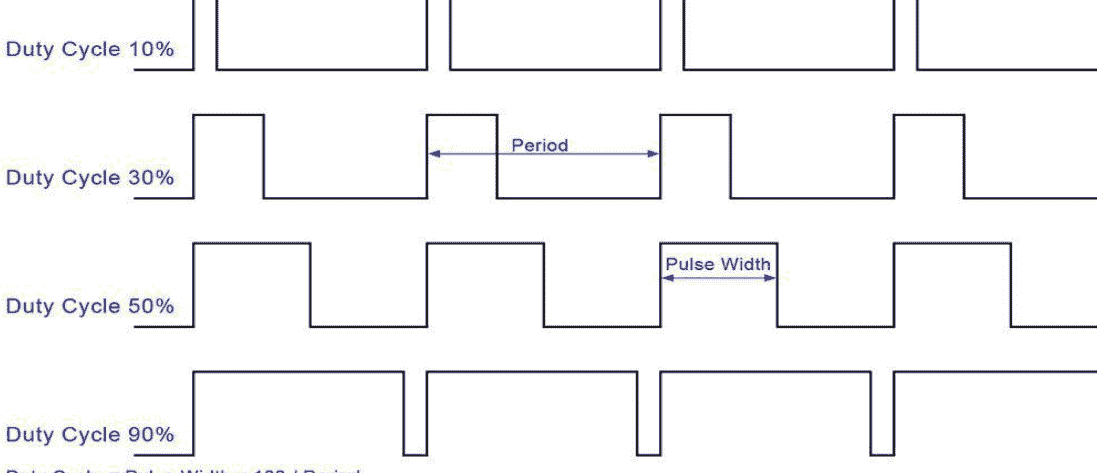 Duty Cycle 10%
Period
Duty Cycle 30%
Pulse Width
Duty Cycle 50%
Duty Cycle 90%